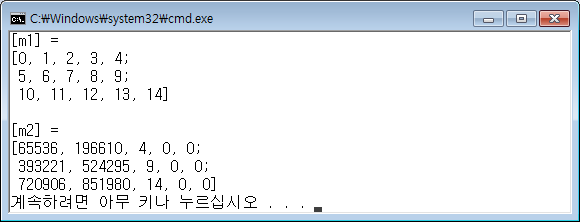 C:\Windows\system32\cmd.exe
[m1] =
[0, 1, 2, 3, 4;
 5, 6, 7, 8, 9;
 10, 11, 12, 13, 14]

[m2] =
[65536, 196610, 4, 0, 0;
 393221, 524295, 9, 0, 0;
 720906, 851980, 14, 0, 0]
계속하려면 아무 키나 누르십시오 . . .